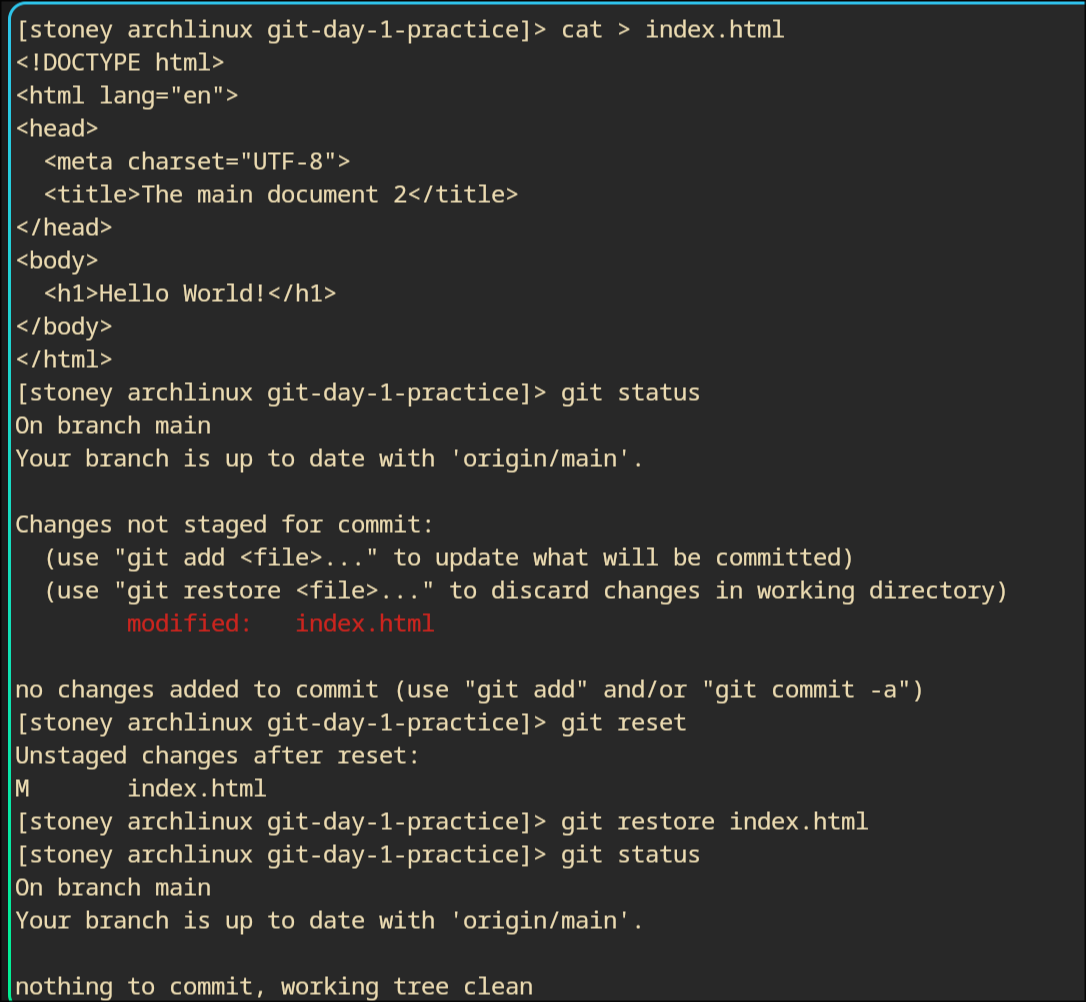 [stoney archlinux git-day-1-practice]> cat > index.html
<!DOCTYPE html>
<html lang="en">
<head>
  <meta charset="UTF-8">
  <title>The main document 2</title>
</head>
<body>
  <h1>Hello World!</h1>
</body>
</html>
[stoney archlinux git-day-1-practice]> git status
On branch main
Your branch is up to date with 'origin/main'.

Changes not staged for commit:
  (use "git add <file>..." to update what will be committed)
  (use "git restore <file>..." to discard changes in working directory)
        modified:   index.html

no changes added to commit (use "git add" and/or "git commit -a")
[stoney archlinux git-day-1-practice]> git reset
Unstaged changes after reset:
M       index.html
[stoney archlinux git-day-1-practice]> git restore index.html
[stoney archlinux git-day-1-practice]> git status
On branch main
Your branch is up to date with 'origin/main'.

nothing to commit, working tree clean